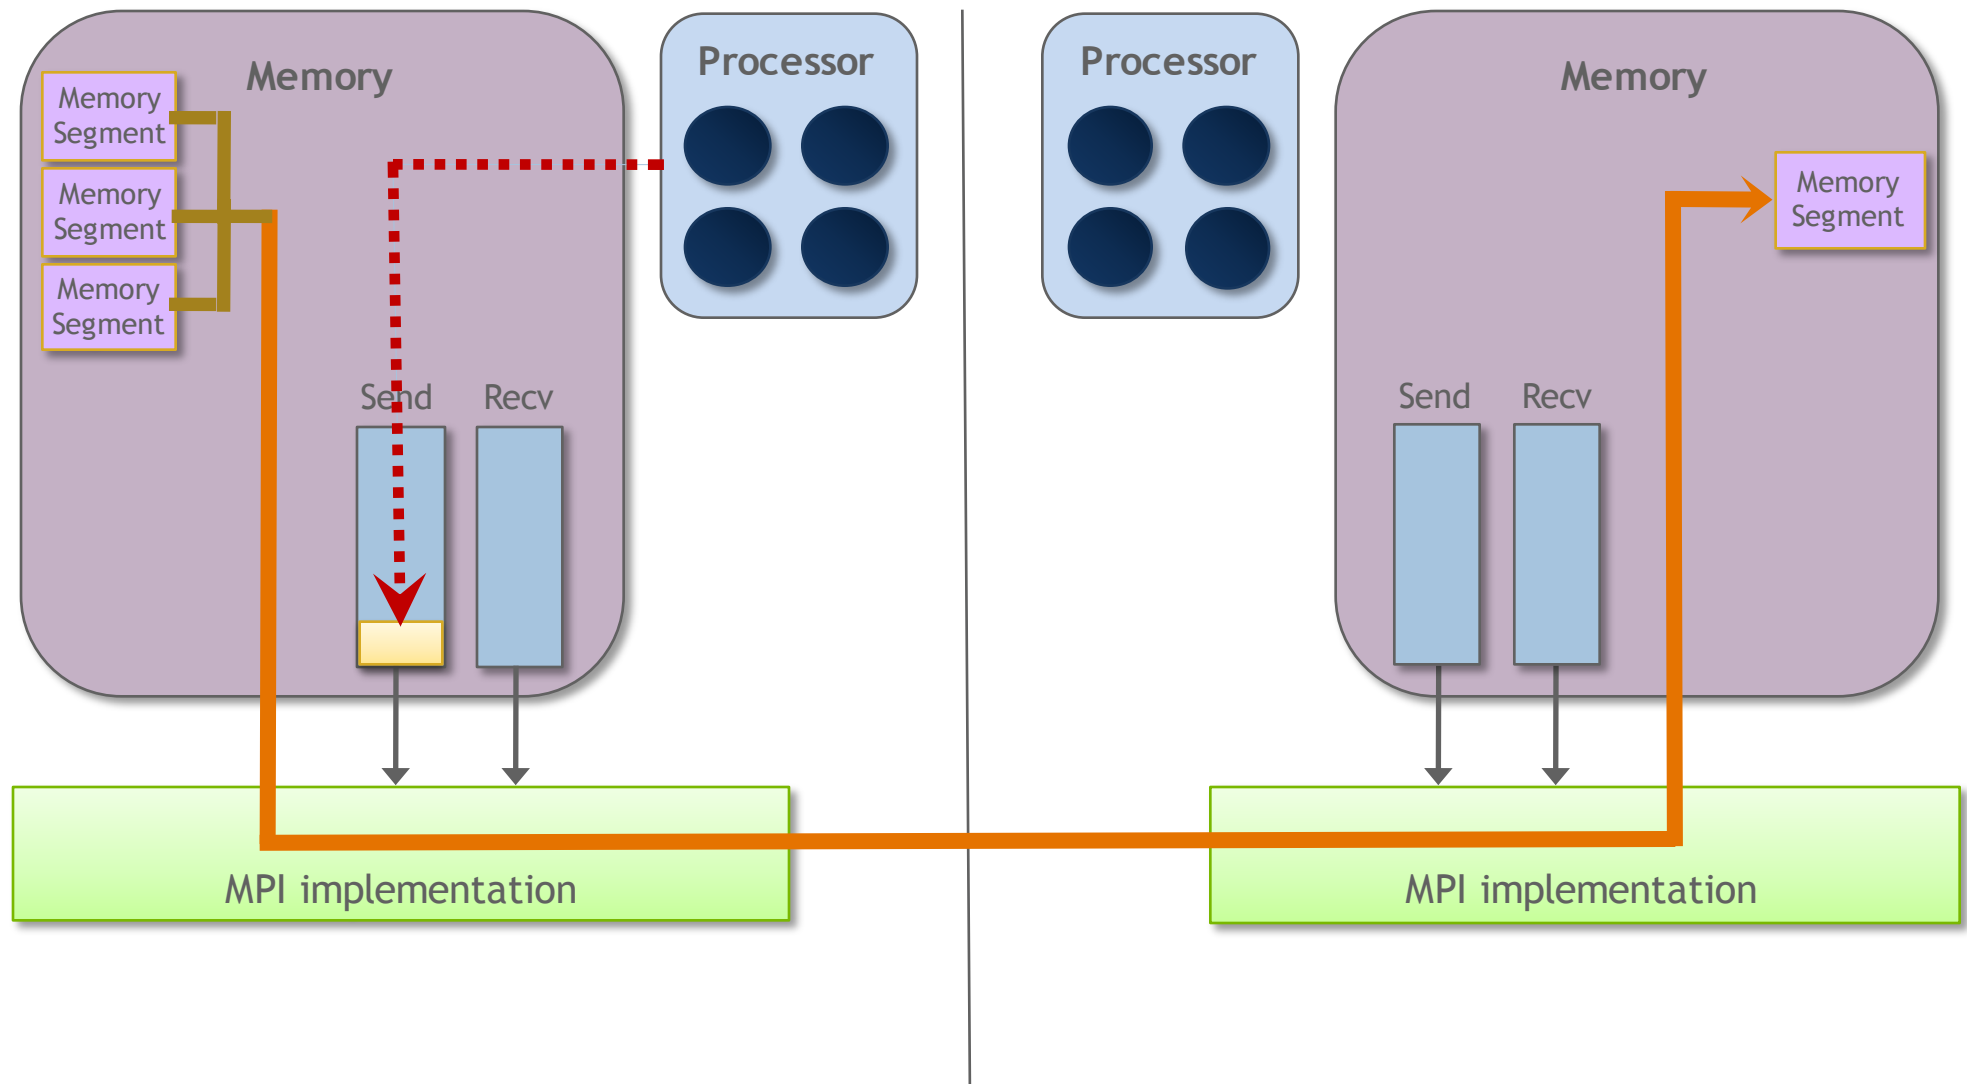 Memory
Memory
Segment
Memory
Segment
Memory
Segment
Send
Recv
Processor
MPI implementation
Processor
Memory
Memory
Segment
Send
Recv
MPI implementation